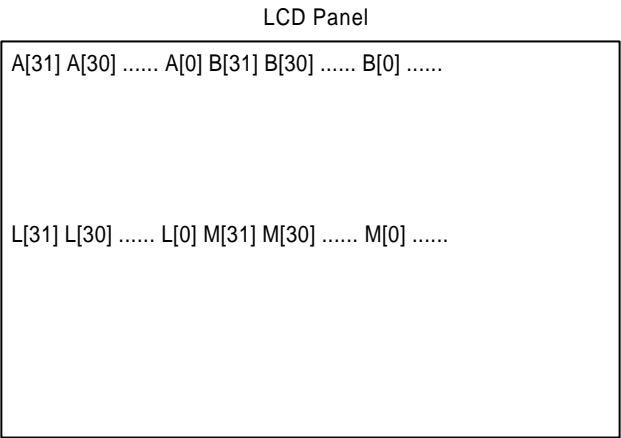 LCD Panel
A[31] A[30] ...... A[0] B[31] B[30] ...... B[0] ......
L[31] L[30] ...... L[0] M[31] M[30] ...... M[0] ......